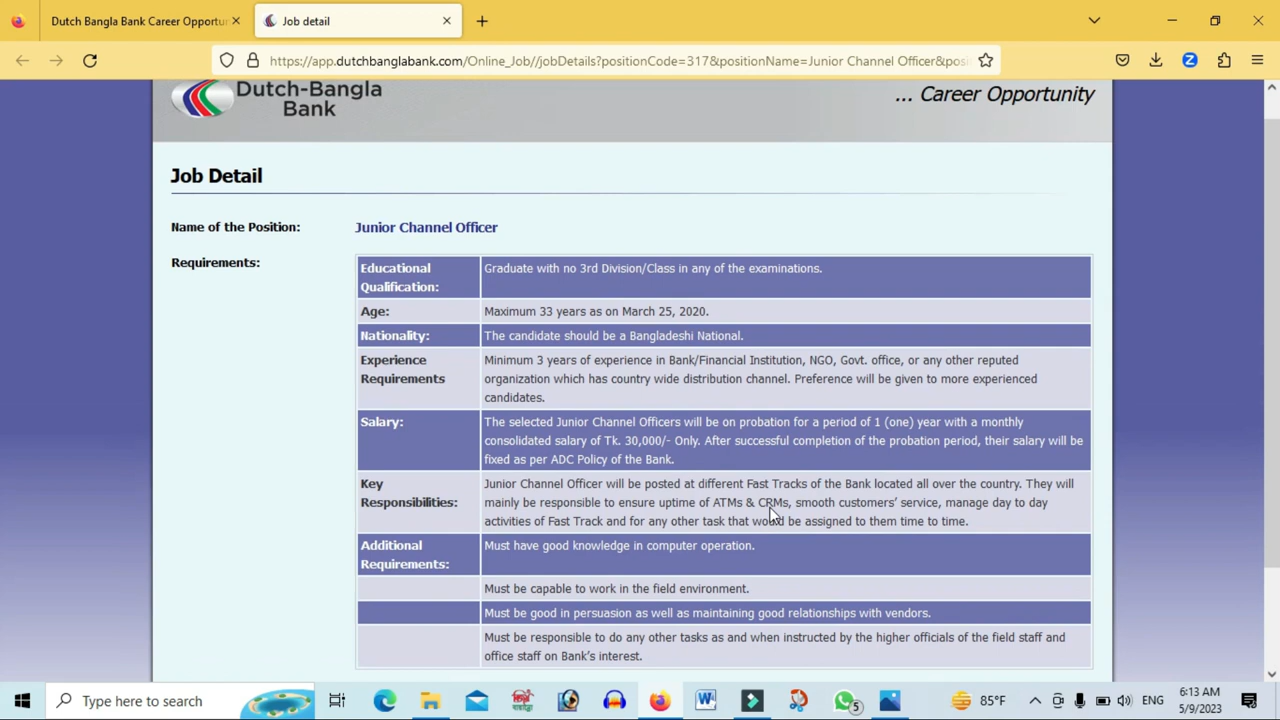 Dutch Bangla Bank Career Opportu
Job detail
https://app.dutchbanglabank.com/Online_Job//jobDetails?positionCode=317&positionName=Junior Channel Officer&posi
Dutch-Bangla
Bank
... Career Opportunity
Job Detail
Name of the Position: Junior Channel Officer
Requirements:
Educational Qualification: Graduate with no 3rd Division/Class in any of the examinations.
Age: Maximum 33 years as on March 25, 2020.
Nationality: The candidate should be a Bangladeshi National.
Experience Requirements
Minimum 3 years of experience in Bank/Financial Institution, NGO, Govt. office, or any other reputed
organization which has country wide distribution channel. Preference will be given to more experienced
candidates.
Salary: The selected Junior Channel Officers will be on probation for a period of 1 (one) year with a monthly
consolidated salary of Tk. 30,000/- Only. After successful completion of the probation period, their salary will be
fixed as per ADC Policy of the Bank.
Key Responsibilities:
Junior Channel Officer will be posted at different Fast Tracks of the Bank located all over the country. They will
mainly be responsible to ensure uptime of ATMs & CRMs, smooth customers' service, manage day to day
activities of Fast Track and for any other task that would be assigned to them time to time.
Additional Requirements: Must have good knowledge in computer operation.
Must be capable to work in the field environment.
Must be good in persuasion as well as maintaining good relationships with vendors.
Must be responsible to do any other tasks as and when instructed by the higher officials of the field staff and
office staff on Bank's interest.
Type here to search
5
85°F
ENG
6:13 AM
5/9/2023